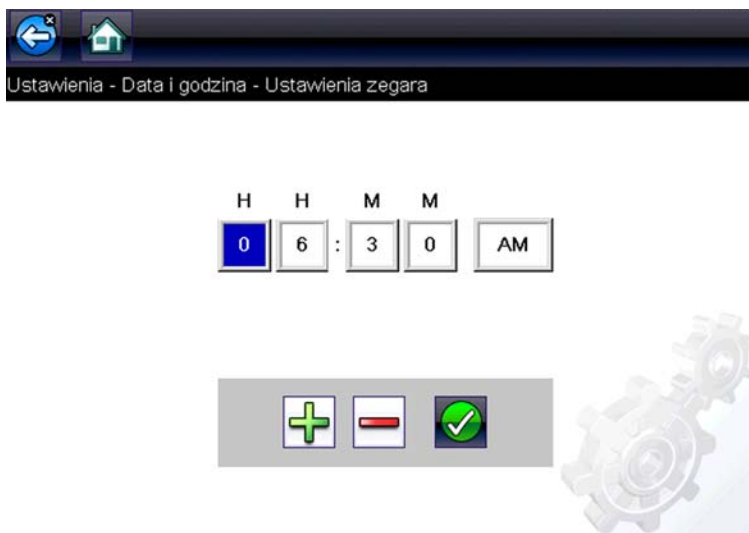 Ustawienia - Data i godzina - Ustawienia zegara
H H M M
0 6 : 3 0 AM